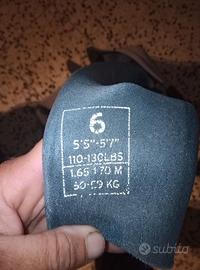 6
5'5"-5'7"
110-130LBS
1.65-1.70 M
50-59 KG
subito